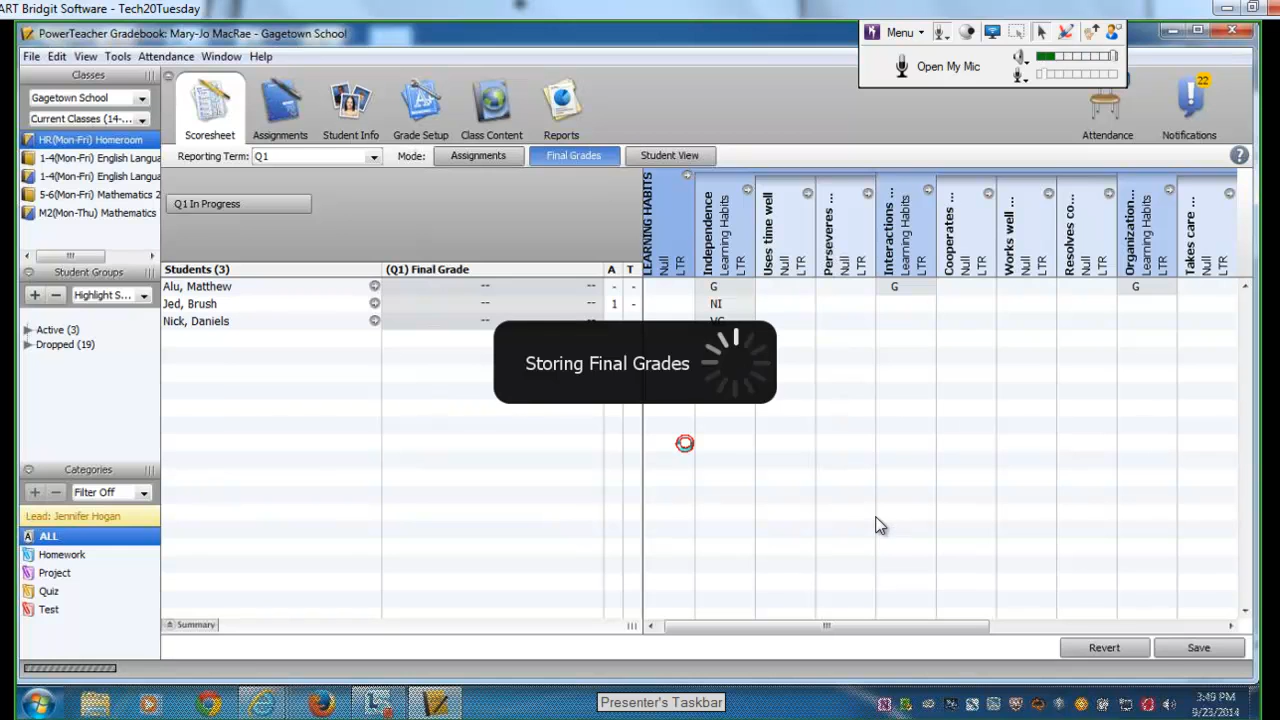 ART Bridgit Software - Tech20Tuesday
PowerTeacher Gradebook: Mary-Jo MacRae - Gagetown School
Menu
Open My Mic
File Edit View Tools Attendance Window Help
Classes
Gagetown School
Current Classes (14-...
HR(Mon-Fri) Homeroom
1-4(Mon-Fri) English Langua
1-4(Mon-Fri) English Langua
5-6(Mon-Fri) Mathematics 2
M2(Mon-Thu) Mathematics
Student Groups
Highlight S...
Active (3)
Dropped (19)
Categories
Filter Off
Lead: Jennifer Hogan
ALL
Homework
Project
Quiz
Test
Scoresheet Assignments Student Info Grade Setup Class Content Reports
Attendance
22
Notifications
Reporting Term: Q1 Mode: Assignments Final Grades Student View
Q1 In Progress
LEARNING HABITS Null LTR
Independence Learning Habits
Uses time well Null LTR
Perseveres ... Null LTR
Interactions ... Learning Habits
Cooperates ... Null LTR
Works well ... Null LTR
Resolves co... Null LTR
Organization... Learning Habits
Takes care ... Null LTR
Students (3) (Q1) Final Grade A T
Alu, Matthew -- -- - - G G G
Jed, Brush -- -- 1 - NI
Nick, Daniels -- --
Storing Final Grades
Summary
Revert Save
Presenter's Taskbar
3:49 PM
9/23/2014